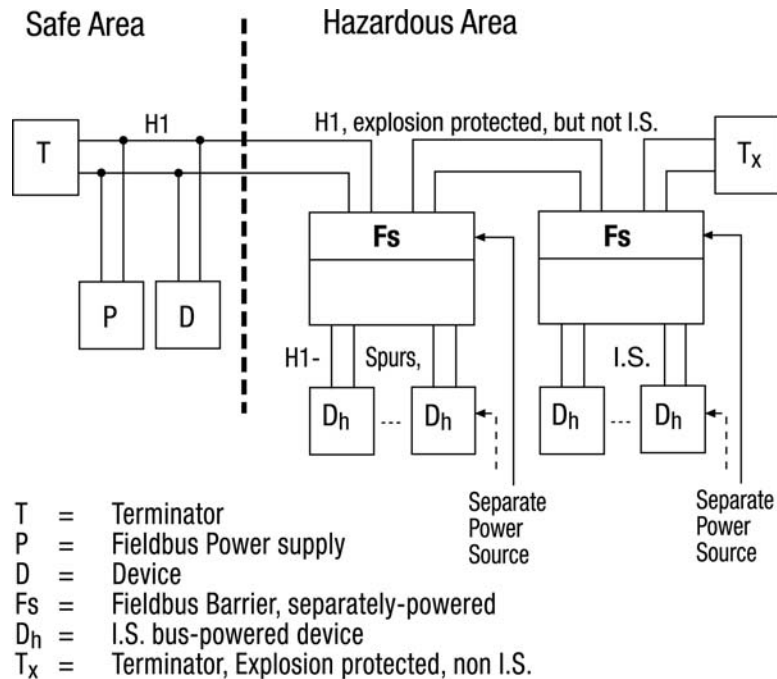 Safe Area
Hazardous Area
H1
H1, explosion protected, but not I.S.
T
Tx
Fs
Fs
P
D
H1-
Spurs,
I.S.
Dh
----
Dh
Dh
----
Dh
Separate
Power
Source
Separate
Power
Source
T = Terminator
P = Fieldbus Power supply
D = Device
Fs = Fieldbus Barrier, separately-powered
Dh = I.S. bus-powered device
Tx = Terminator, Explosion protected, non I.S.